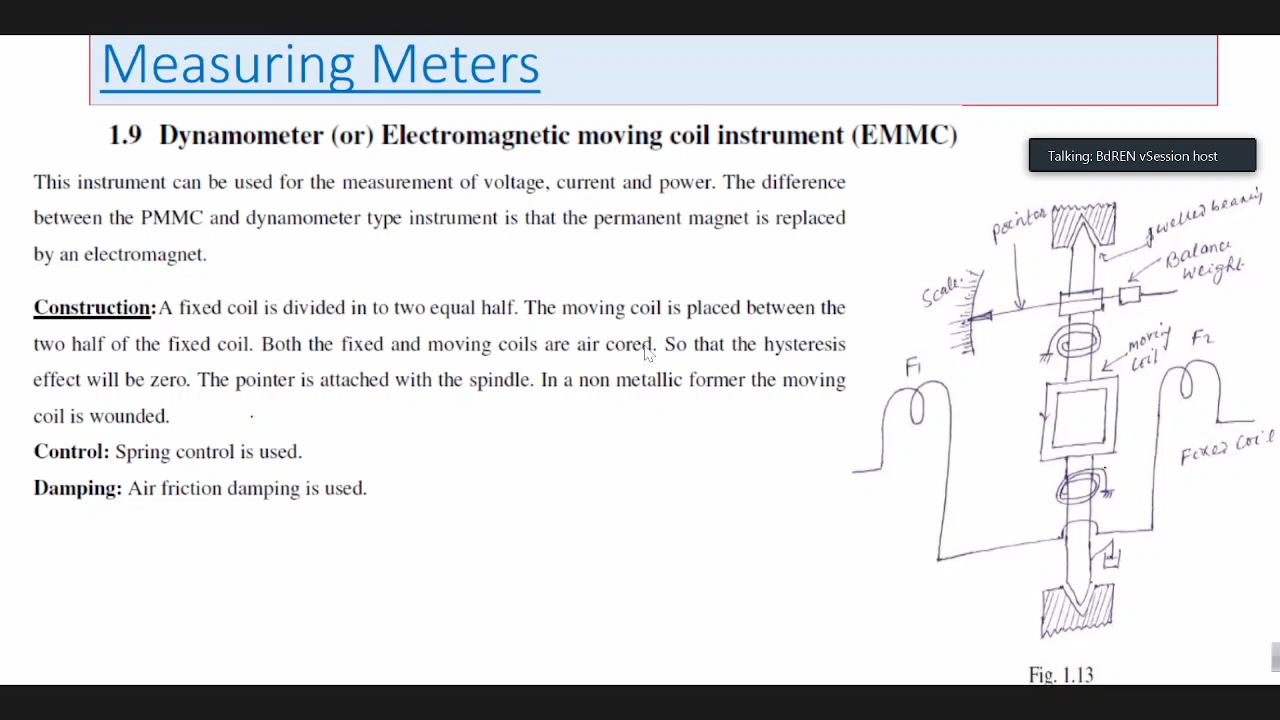 Measuring Meters
1.9 Dynamometer (or) Electromagnetic moving coil instrument (EMMC)
Talking: BdREN vSession host
This instrument can be used for the measurement of voltage, current and power. The difference
between the PMMC and dynamometer type instrument is that the permanent magnet is replaced
by an electromagnet.
Construction: A fixed coil is divided in to two equal half. The moving coil is placed between the
two half of the fixed coil. Both the fixed and moving coils are air cored. So that the hysteresis
effect will be zero. The pointer is attached with the spindle. In a non metallic former the moving
coil is wounded.
Control: Spring control is used.
Damping: Air friction damping is used.
pointer
jwelled bearing
Balance
weight
Scale
moving
coil
F1
F2
Fixed coil
Fig. 1.13